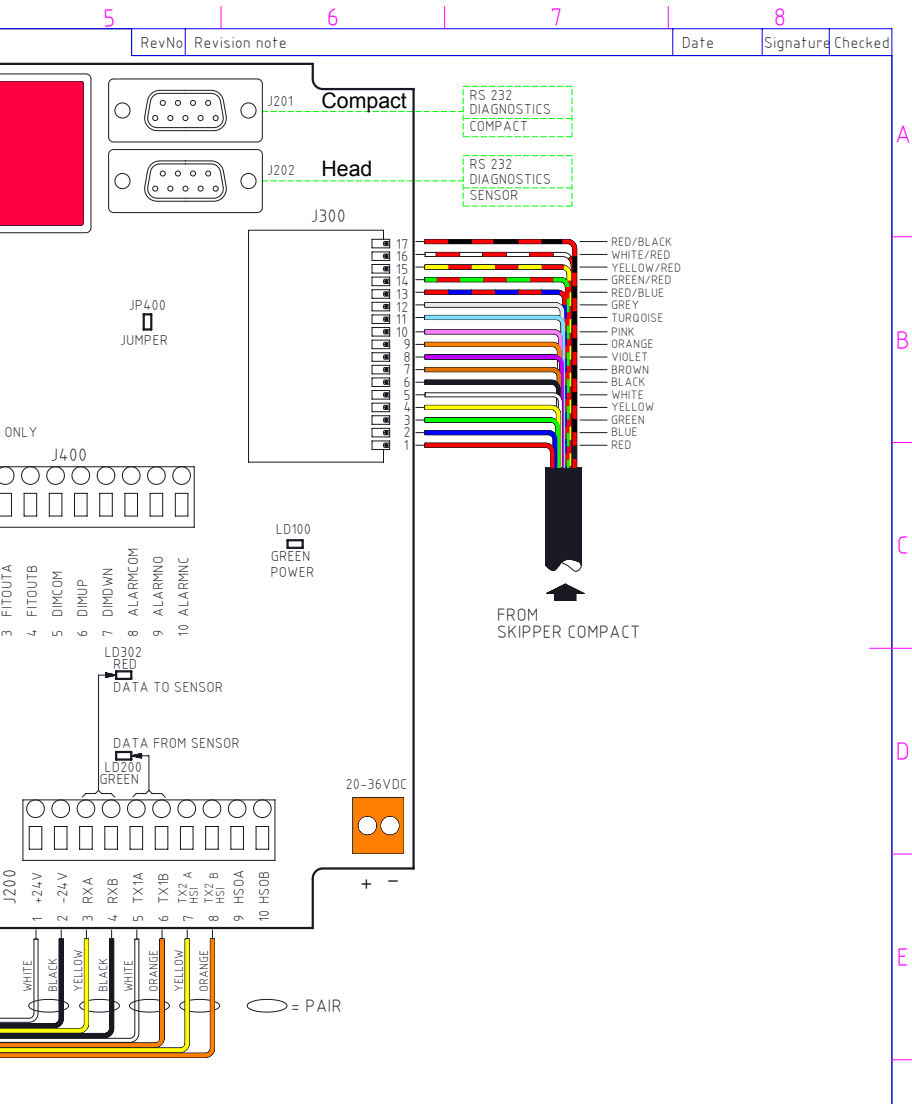 5 6 7 8
RevNo Revision note Date Signature Checked
J201 Compact
RS 232
DIAGNOSTICS
COMPACT
A
J202 Head
RS 232
DIAGNOSTICS
SENSOR
J300
17 RED/BLACK
16 WHITE/RED
15 YELLOW/RED
14 GREEN/RED
13 RED/BLUE
12 GREY
11 TURQOISE
10 PINK
9 ORANGE
8 VIOLET
7 BROWN
6 BLACK
5 WHITE
4 YELLOW
3 GREEN
2 BLUE
1 RED
JP400
JUMPER
B
ONLY
J400
3 FITOUTA
4 FITOUTB
5 DIMCOM
6 DIMUP
7 DIMDWN
8 ALARMCOM
9 ALARMNO
10 ALARMNC
LD100
GREEN
POWER
C
FROM
SKIPPER COMPACT
LD302
RED
DATA TO SENSOR
DATA FROM SENSOR
LD200
GREEN
D
20-36VDC
+ -
J200
1 +24V
2 -24V
3 RXA
4 RXB
5 TX1A
6 TX1B
7 TX2 A
HSI
8 TX2 B
HSI
9 HSOA
10 HSOB
WHITE
BLACK
YELLOW
BLACK
WHITE
ORANGE
YELLOW
ORANGE
= PAIR
E